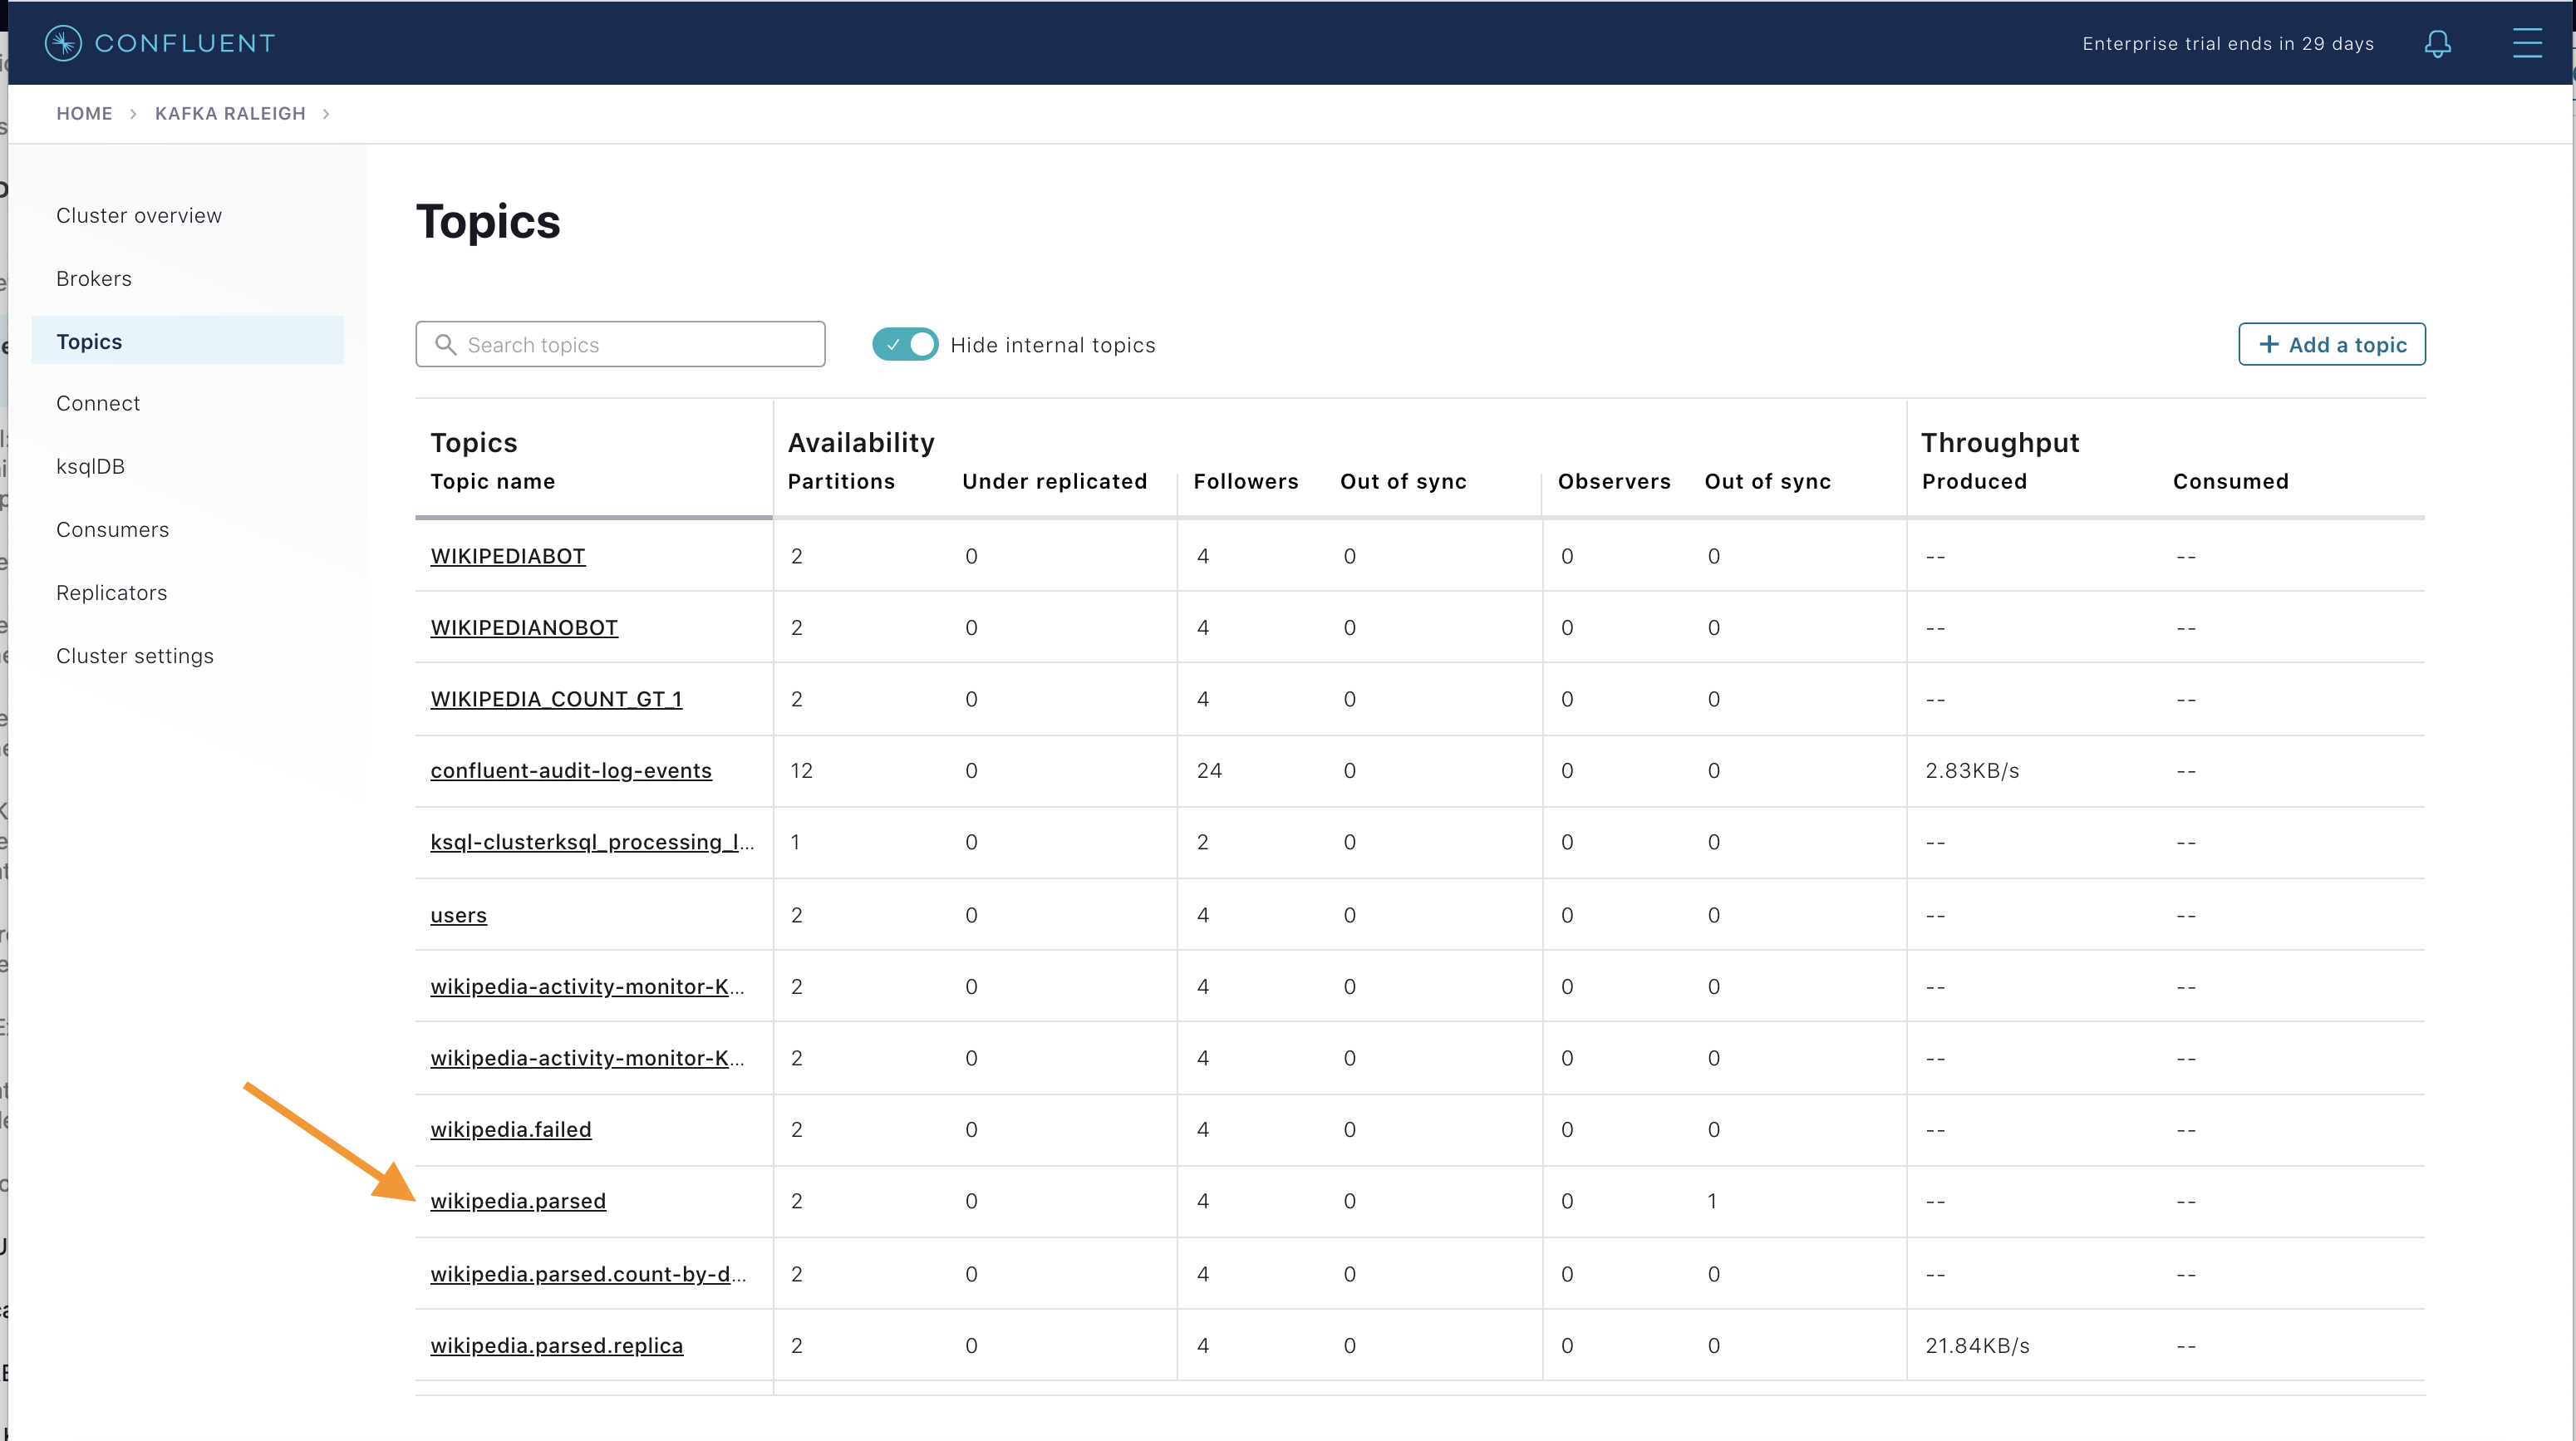 CONFLUENT
Enterprise trial ends in 29 days
HOME > KAFKA RALEIGH >
Cluster overview
Brokers
Topics
Connect
ksqlDB
Consumers
Replicators
Cluster settings
Topics
Search topics
Hide internal topics
+ Add a topic
Topics Availability Throughput
Topic name Partitions Under replicated Followers Out of sync Observers Out of sync Produced Consumed
WIKIPEDIABOT 2 0 4 0 0 0 -- --
WIKIPEDIANOBOT 2 0 4 0 0 0 -- --
WIKIPEDIA_COUNT_GT_1 2 0 4 0 0 0 -- --
confluent-audit-log-events 12 0 24 0 0 0 2.83KB/s --
ksql-clusterksql_processing_l... 1 0 2 0 0 0 -- --
users 2 0 4 0 0 0 -- --
wikipedia-activity-monitor-K... 2 0 4 0 0 0 -- --
wikipedia-activity-monitor-K... 2 0 4 0 0 0 -- --
wikipedia.failed 2 0 4 0 0 0 -- --
wikipedia.parsed 2 0 4 0 0 1 -- --
wikipedia.parsed.count-by-d... 2 0 4 0 0 0 -- --
wikipedia.parsed.replica 2 0 4 0 0 0 21.84KB/s --